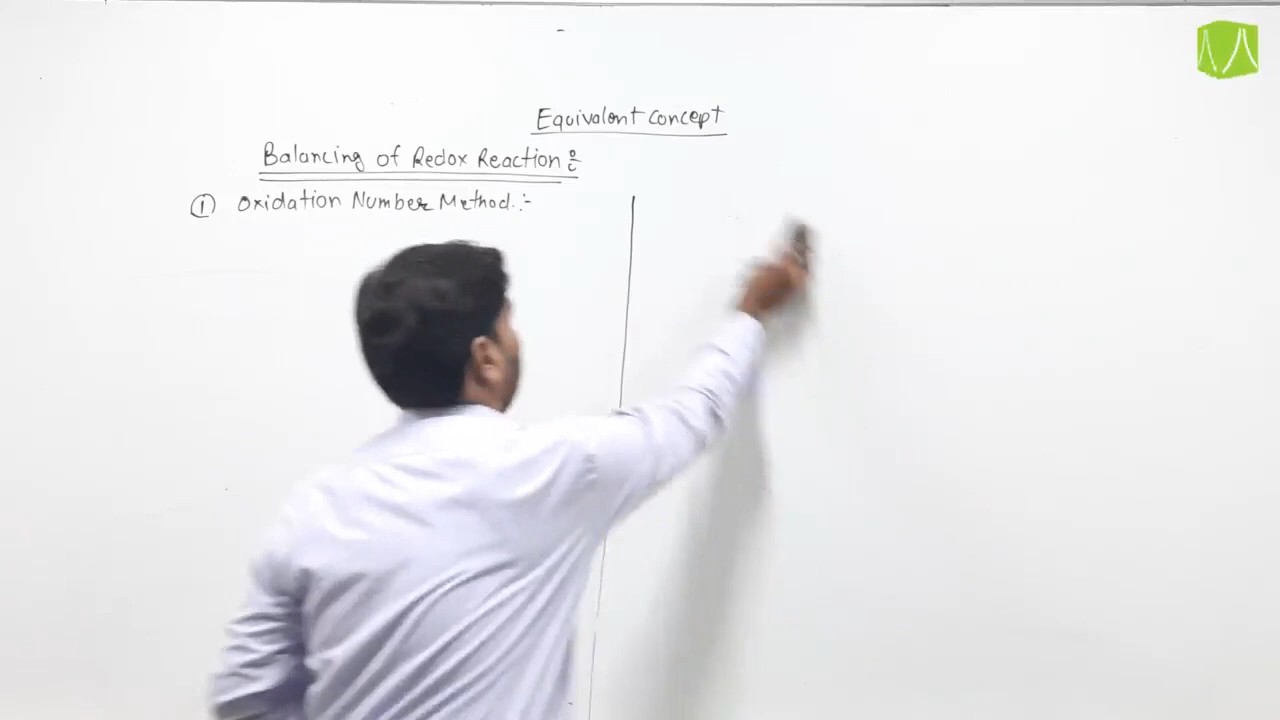 Equivalent Concept
Balancing of Redox Reaction :-
① Oxidation Number Method :-